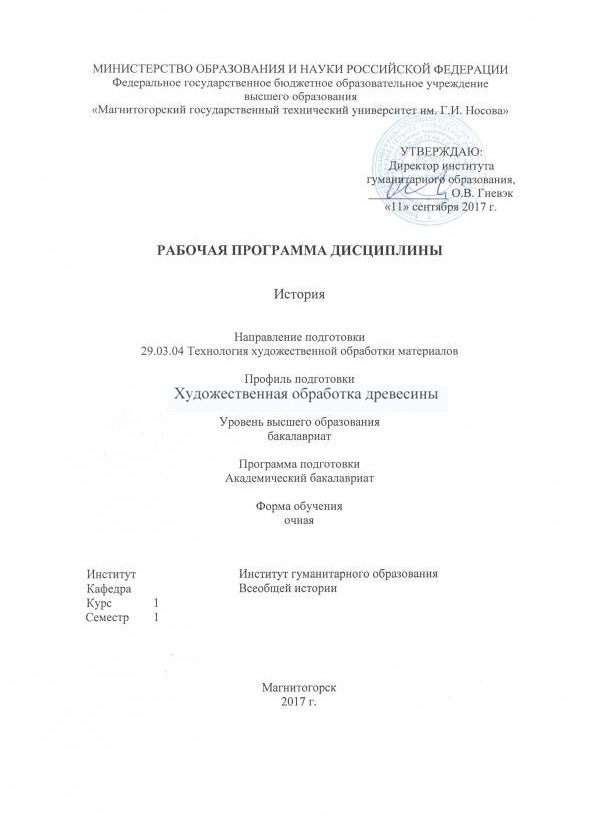 МИНИСТЕРСТВО ОБРАЗОВАНИЯ И НАУКИ РОССИЙСКОЙ ФЕДЕРАЦИИ
Федеральное государственное бюджетное образовательное учреждение
высшего образования
«Магнитогорский государственный технический университет им. Г.И. Носова»
УТВЕРЖДАЮ:
Директор института
гуманитарного образования,
О.В. Гневэк
«11» сентября 2017 г.
РАБОЧАЯ ПРОГРАММА ДИСЦИПЛИНЫ
История
Направление подготовки
29.03.04 Технология художественной обработки материалов
Профиль подготовки
Художественная обработка древесины
Уровень высшего образования
бакалавриат
Программа подготовки
Академический бакалавриат
Форма обучения
очная
Институт Институт гуманитарного образования
Кафедра Всеобщей истории
Курс 1
Семестр 1
Магнитогорск
2017 г.